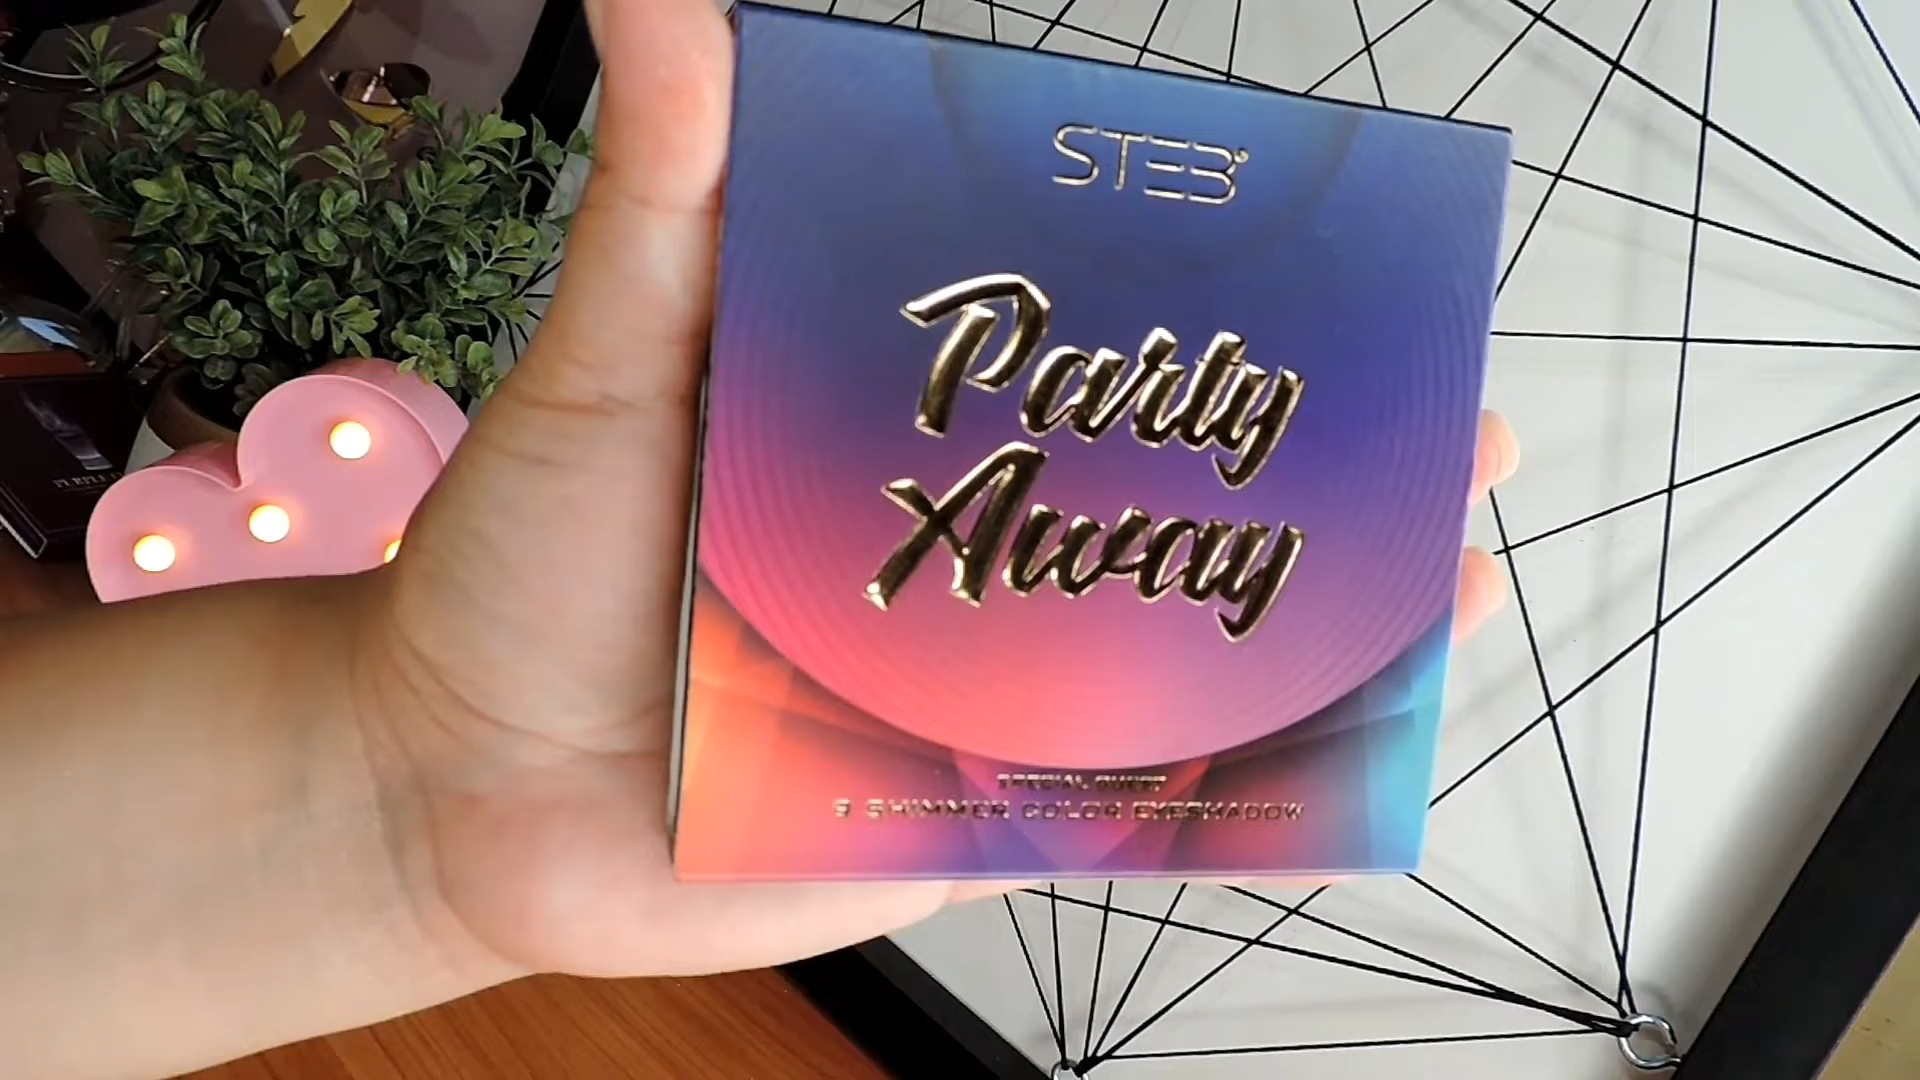 STEB
Party
Away
SPECIAL GUEST
9 SHIMMER COLOR EYESHADOW